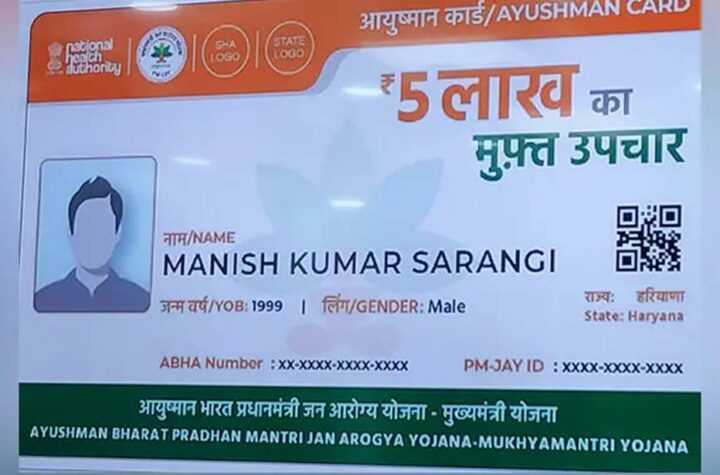 आयुष्मान कार्ड/AYUSHMAN CARD
national
health
authority
PM-JAY
SHA
LOGO
STATE
LOGO
₹5 लाख का
मुफ़्त उपचार
नाम/NAME
MANISH KUMAR SARANGI
जन्म वर्ष/YOB: 1999 | लिंग/GENDER: Male
राज्य: हरियाणा
State: Haryana
ABHA Number : xx-xxxx-xxxx-xxxx
PM-JAY ID : xxxx-xxxx-xxxx
आयुष्मान भारत प्रधानमंत्री जन आरोग्य योजना - मुख्यमंत्री योजना
AYUSHMAN BHARAT PRADHAN MANTRI JAN AROGYA YOJANA-MUKHYAMANTRI YOJANA